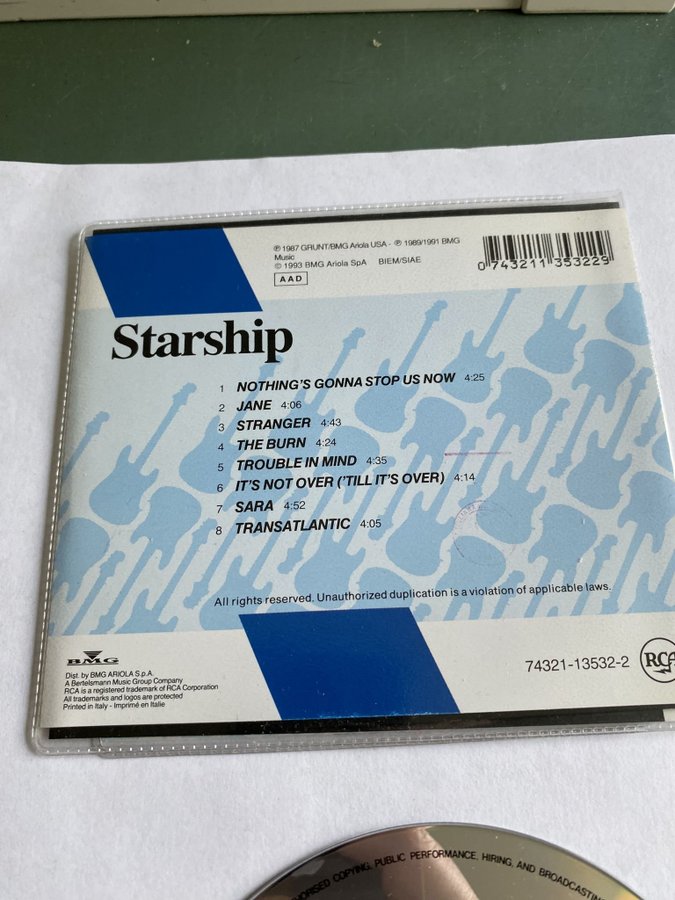 ℗ 1987 GRUNT/BMG Ariola USA - ℗ 1989/1991 BMG
Music
© 1993 BMG Ariola SpA BIEM/SIAE
AAD
0 743211 353229
Starship
1 NOTHING'S GONNA STOP US NOW 4:25
2 JANE 4:06
3 STRANGER 4:43
4 THE BURN 4:24
5 TROUBLE IN MIND 4:35
6 IT'S NOT OVER ('TILL IT'S OVER) 4:14
7 SARA 4:52
8 TRANSATLANTIC 4:05
All rights reserved. Unauthorized duplication is a violation of applicable laws.
BMG
Dist. by BMG ARIOLA S.p.A.
A Bertelsmann Music Group Company
RCA is a registered trademark of RCA Corporation
All trademarks and logos are protected
Printed in Italy - Imprimé en Italie
74321-13532-2
RCA
COPYING, PUBLIC PERFORMANCE, HIRING, AND BROADCASTING